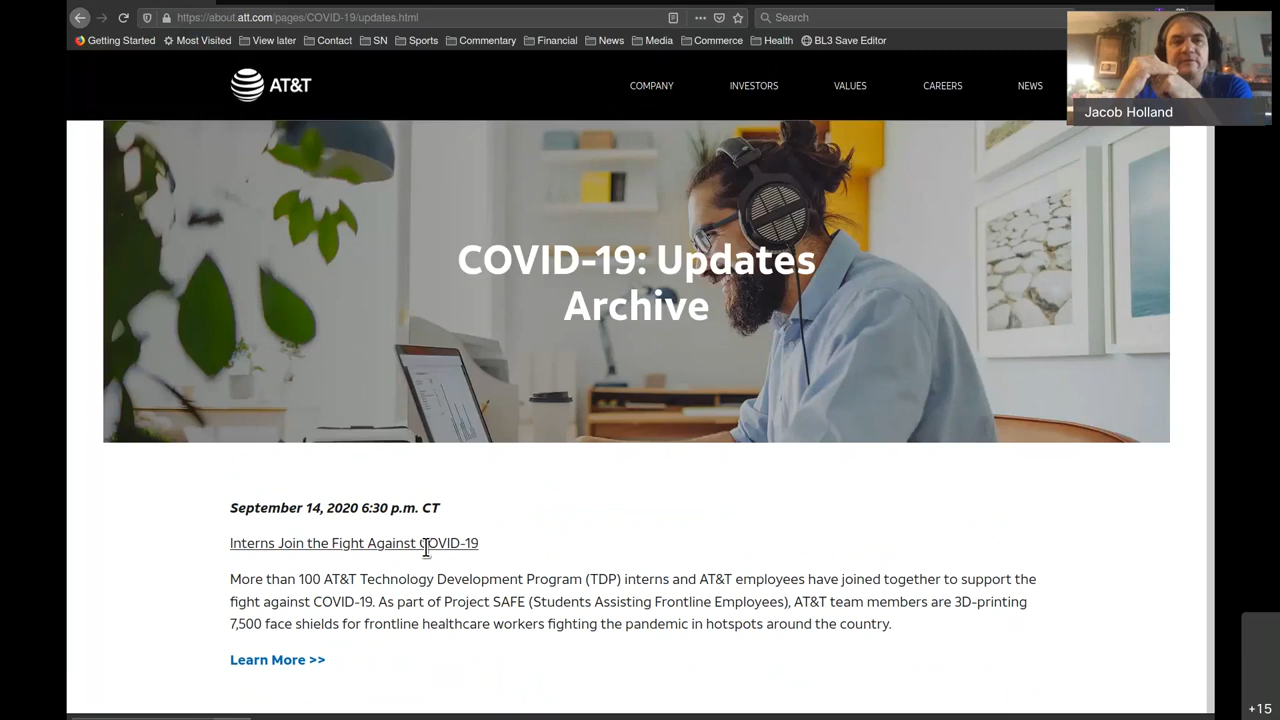 https://about.att.com/pages/COVID-19/updates.html
Search
Getting Started Most Visited View later Contact SN Sports Commentary Financial News Media Commerce Health BL3 Save Editor
AT&T
COMPANY INVESTORS VALUES CAREERS NEWS
Jacob Holland
COVID-19: Updates
Archive
September 14, 2020 6:30 p.m. CT
Interns Join the Fight Against COVID-19
More than 100 AT&T Technology Development Program (TDP) interns and AT&T employees have joined together to support the
fight against COVID-19. As part of Project SAFE (Students Assisting Frontline Employees), AT&T team members are 3D-printing
7,500 face shields for frontline healthcare workers fighting the pandemic in hotspots around the country.
Learn More >>
+15